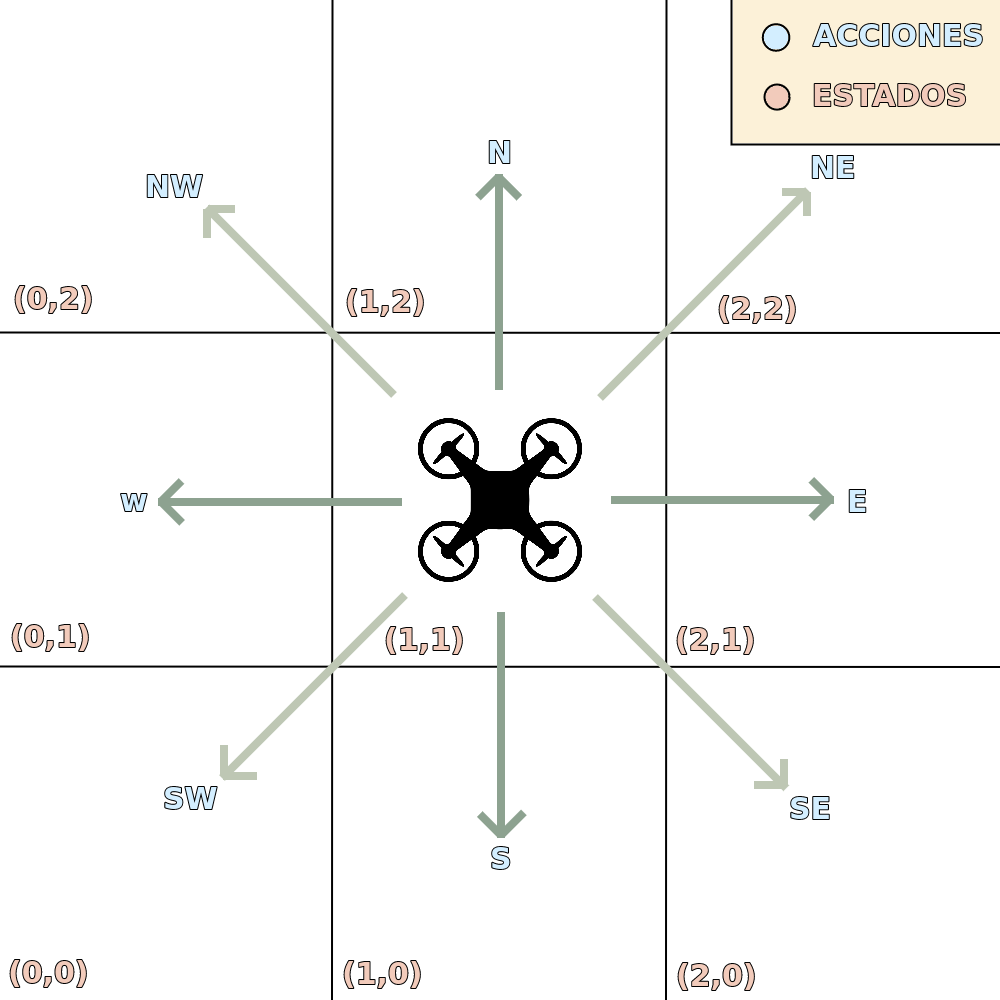 ACCIONES
ESTADOS
N
NW
NE
(0,2)
(1,2)
(2,2)
w
E
(0,1)
(1,1)
(2,1)
SW
SE
S
(0,0)
(1,0)
(2,0)